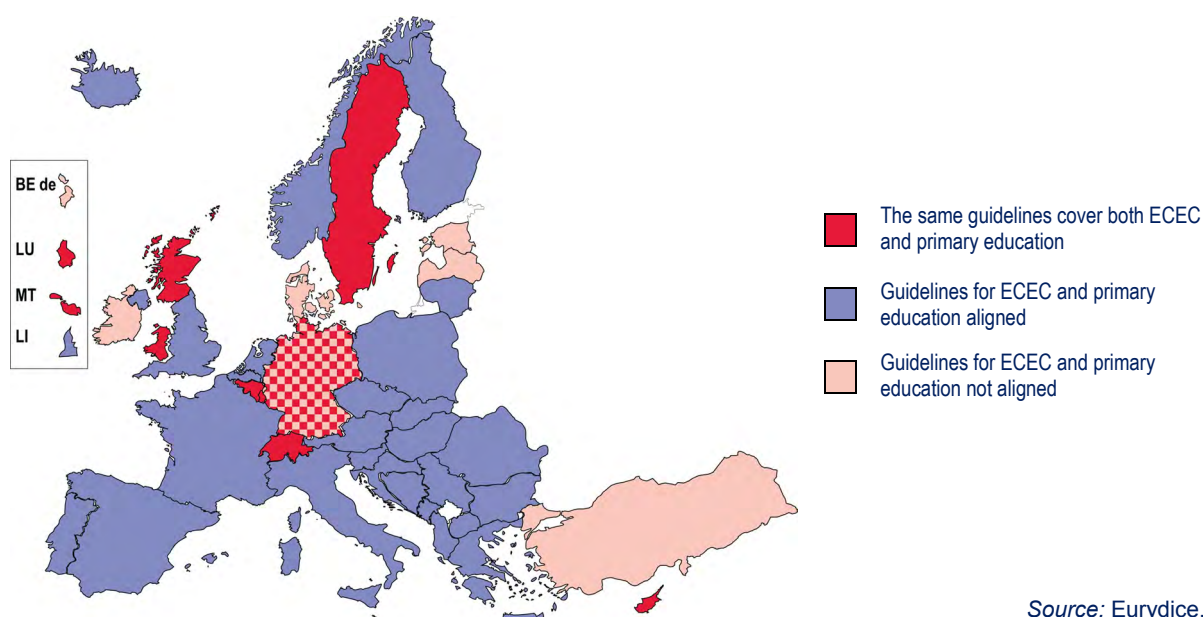 BE de
LU
MT
LI
The same guidelines cover both ECEC
and primary education
Guidelines for ECEC and primary
education aligned
Guidelines for ECEC and primary
education not aligned
Source: Eurydice.